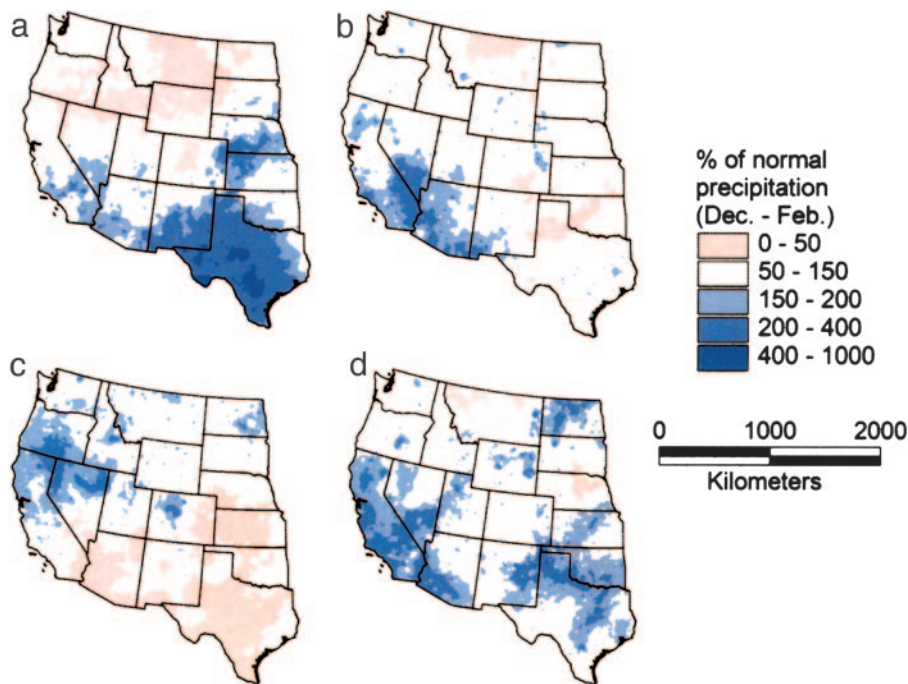 a
b
% of normal
precipitation
(Dec. - Feb.)
0 - 50
50 - 150
150 - 200
200 - 400
400 - 1000
c
d
0 1000 2000
Kilometers